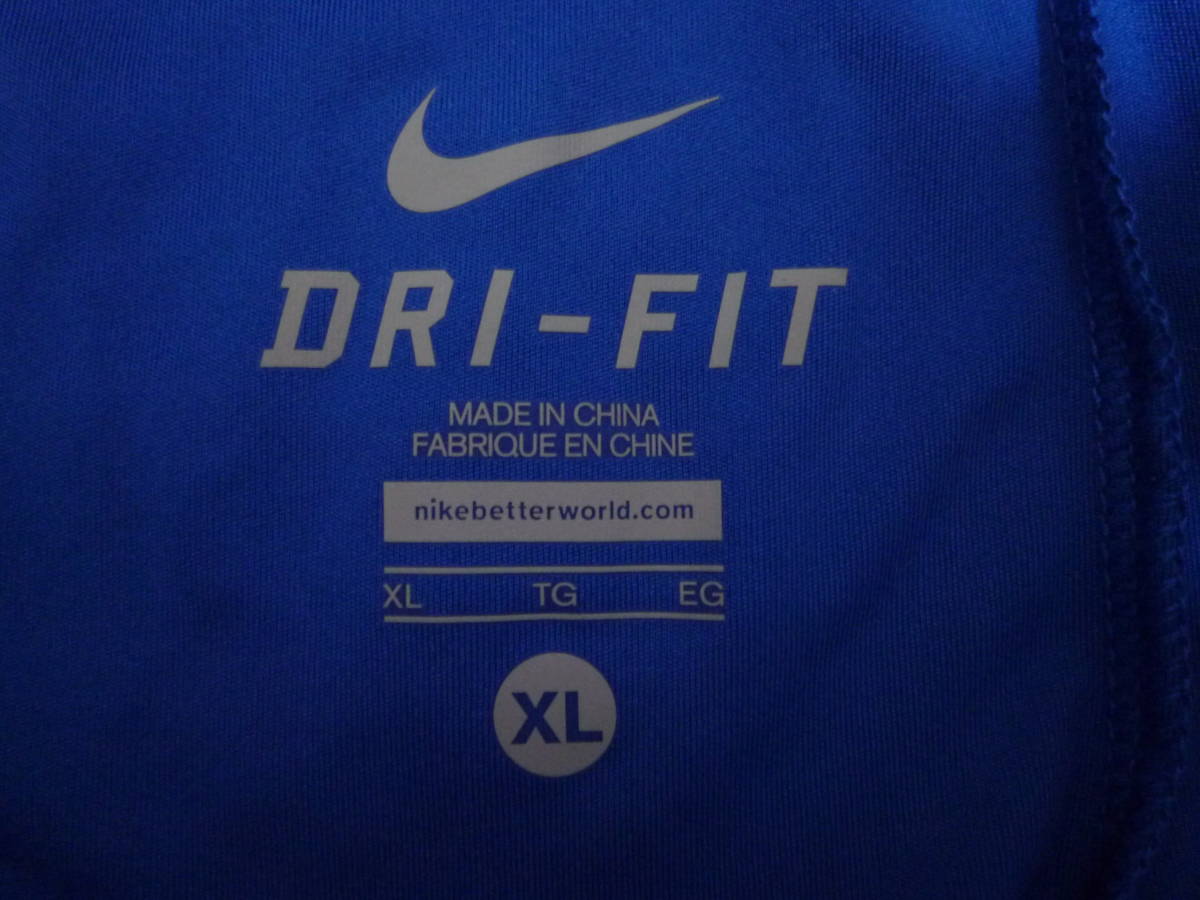 DRI-FIT
MADE IN CHINA
FABRIQUE EN CHINE
nikebetterworld.com
XL TG EG
XL